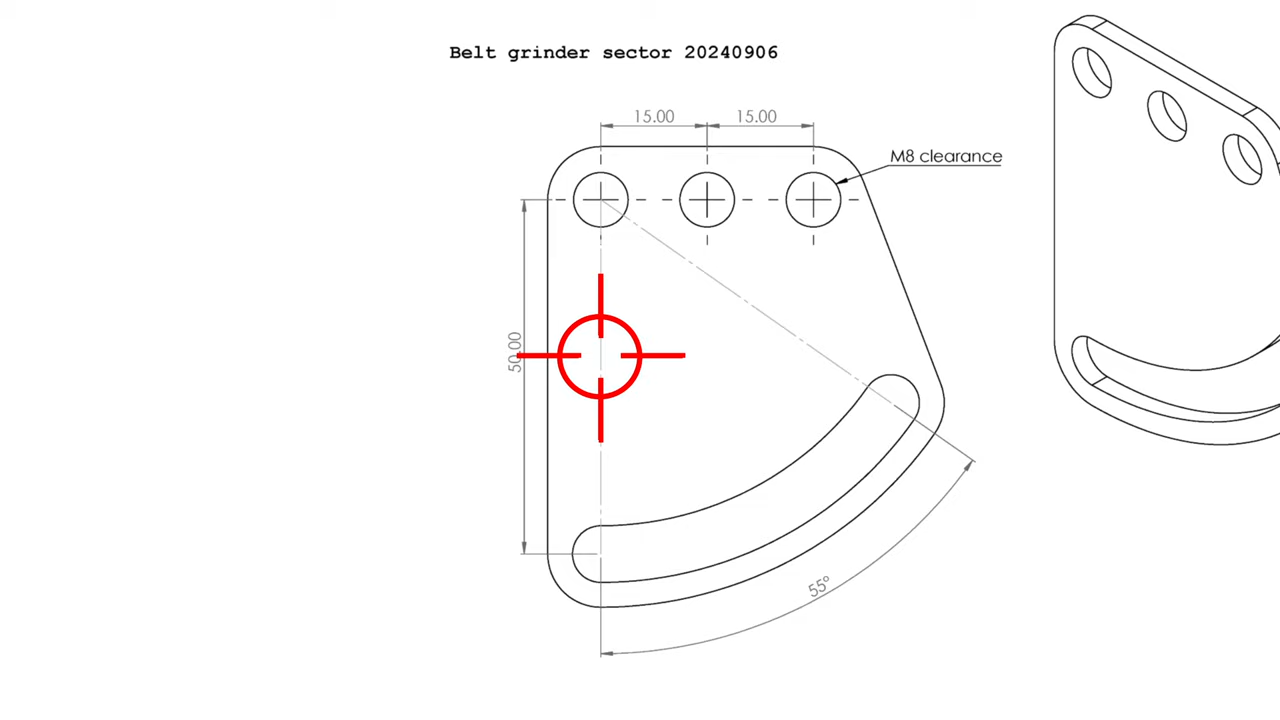 Belt grinder sector 20240906
15.00 15.00
M8 clearance
50.00
55°